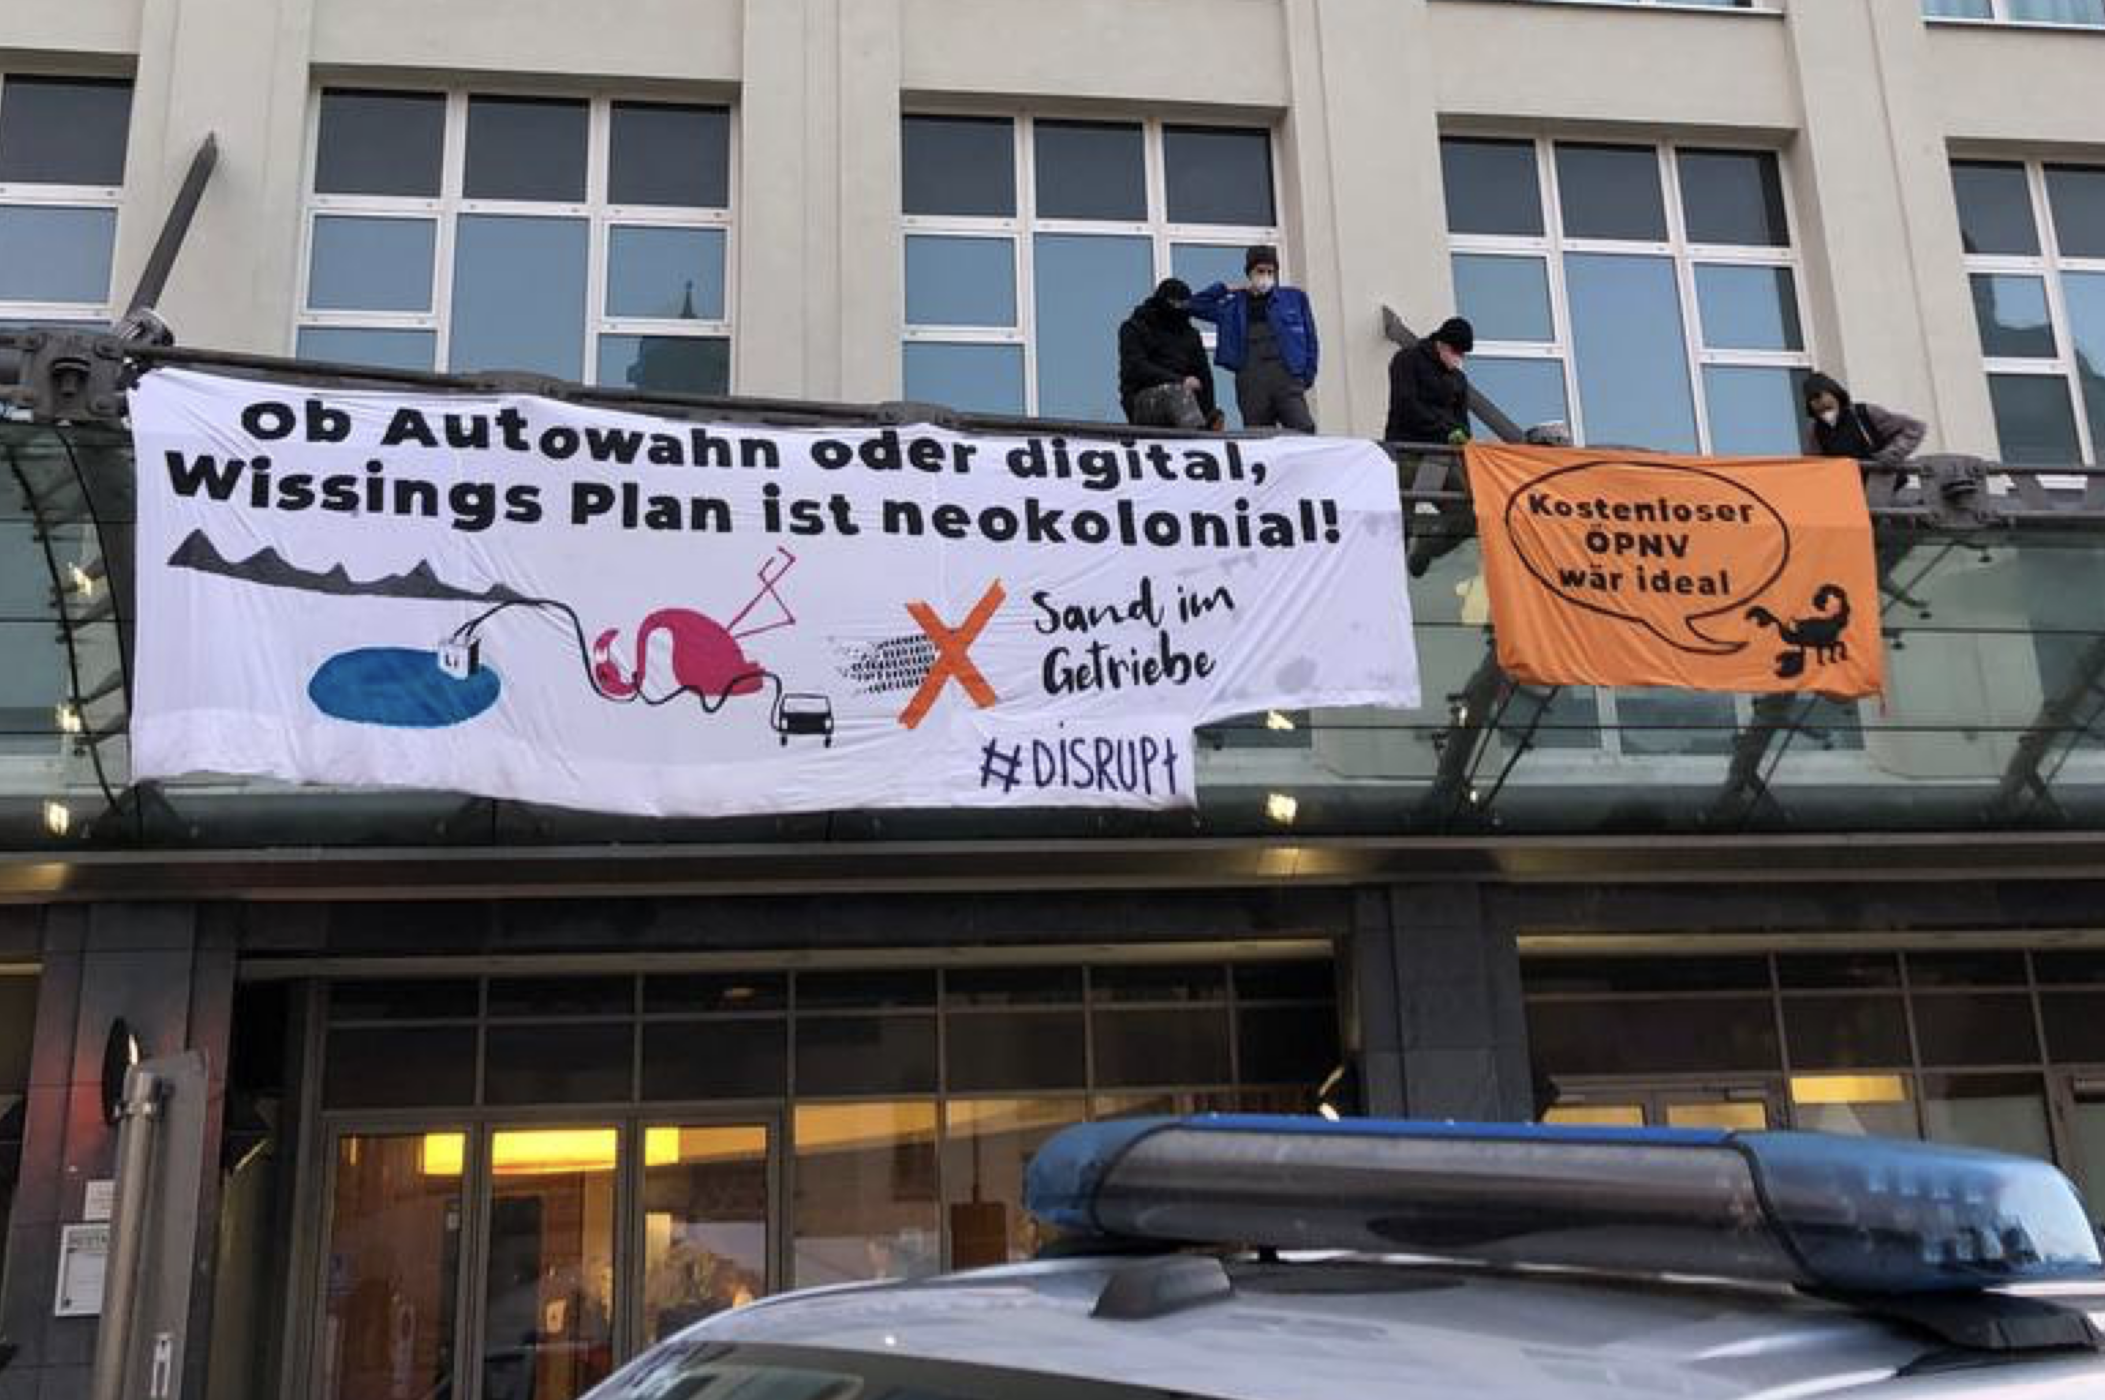 Ob Autowahn oder digital,
Wissings Plan ist neokolonial!
Li
Sand im
Getriebe
#DiSRUPt
Kostenloser
ÖPNV
wär ideal